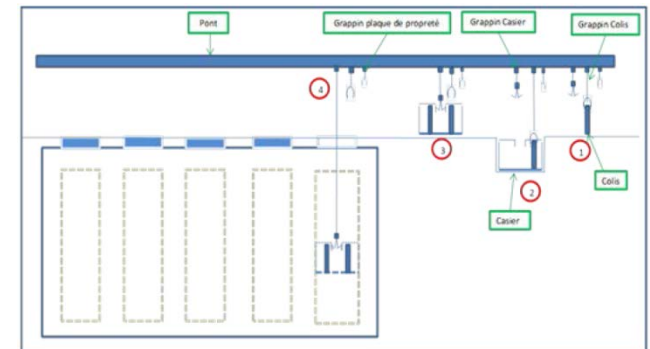 Pont
Grappin plaque de propreté
Grappin Casier
Grappin Colis
4
3
1
2
Colis
Casier